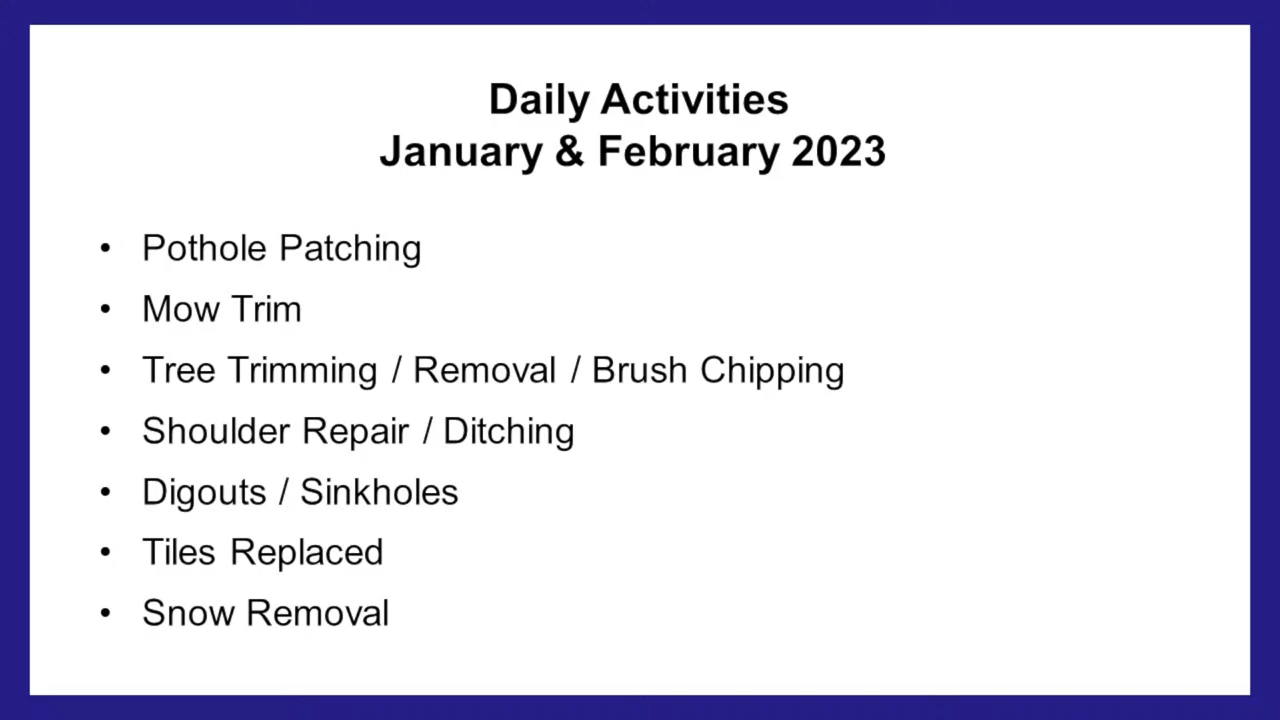 Daily Activities
January & February 2023
• Pothole Patching
• Mow Trim
• Tree Trimming / Removal / Brush Chipping
• Shoulder Repair / Ditching
• Digouts / Sinkholes
• Tiles Replaced
• Snow Removal